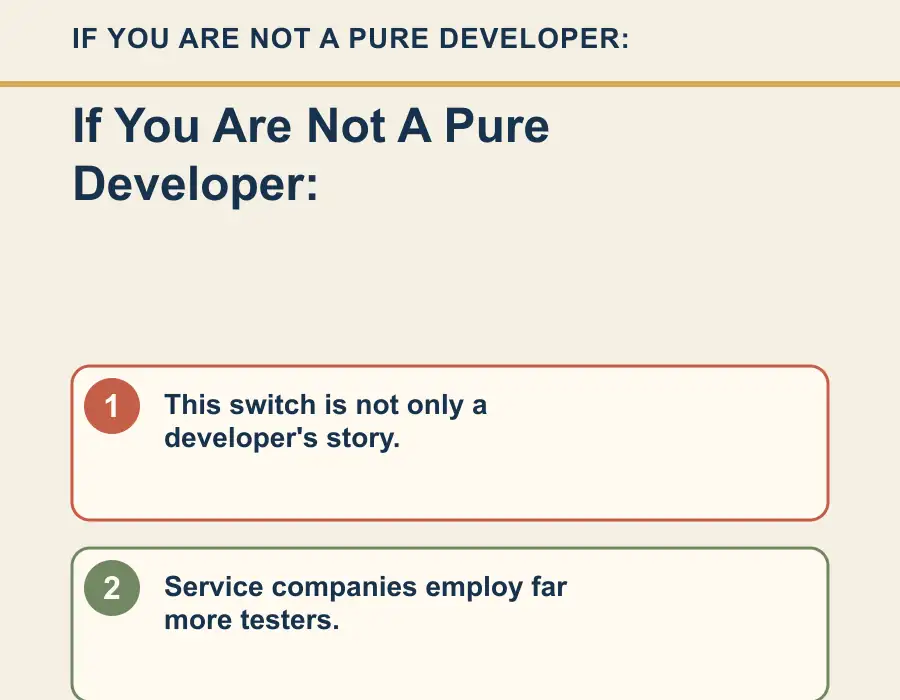 IF YOU ARE NOT A PURE DEVELOPER:
If You Are Not A Pure
Developer:
1
This switch is not only a
developer's story.
2
Service companies employ far
more testers.